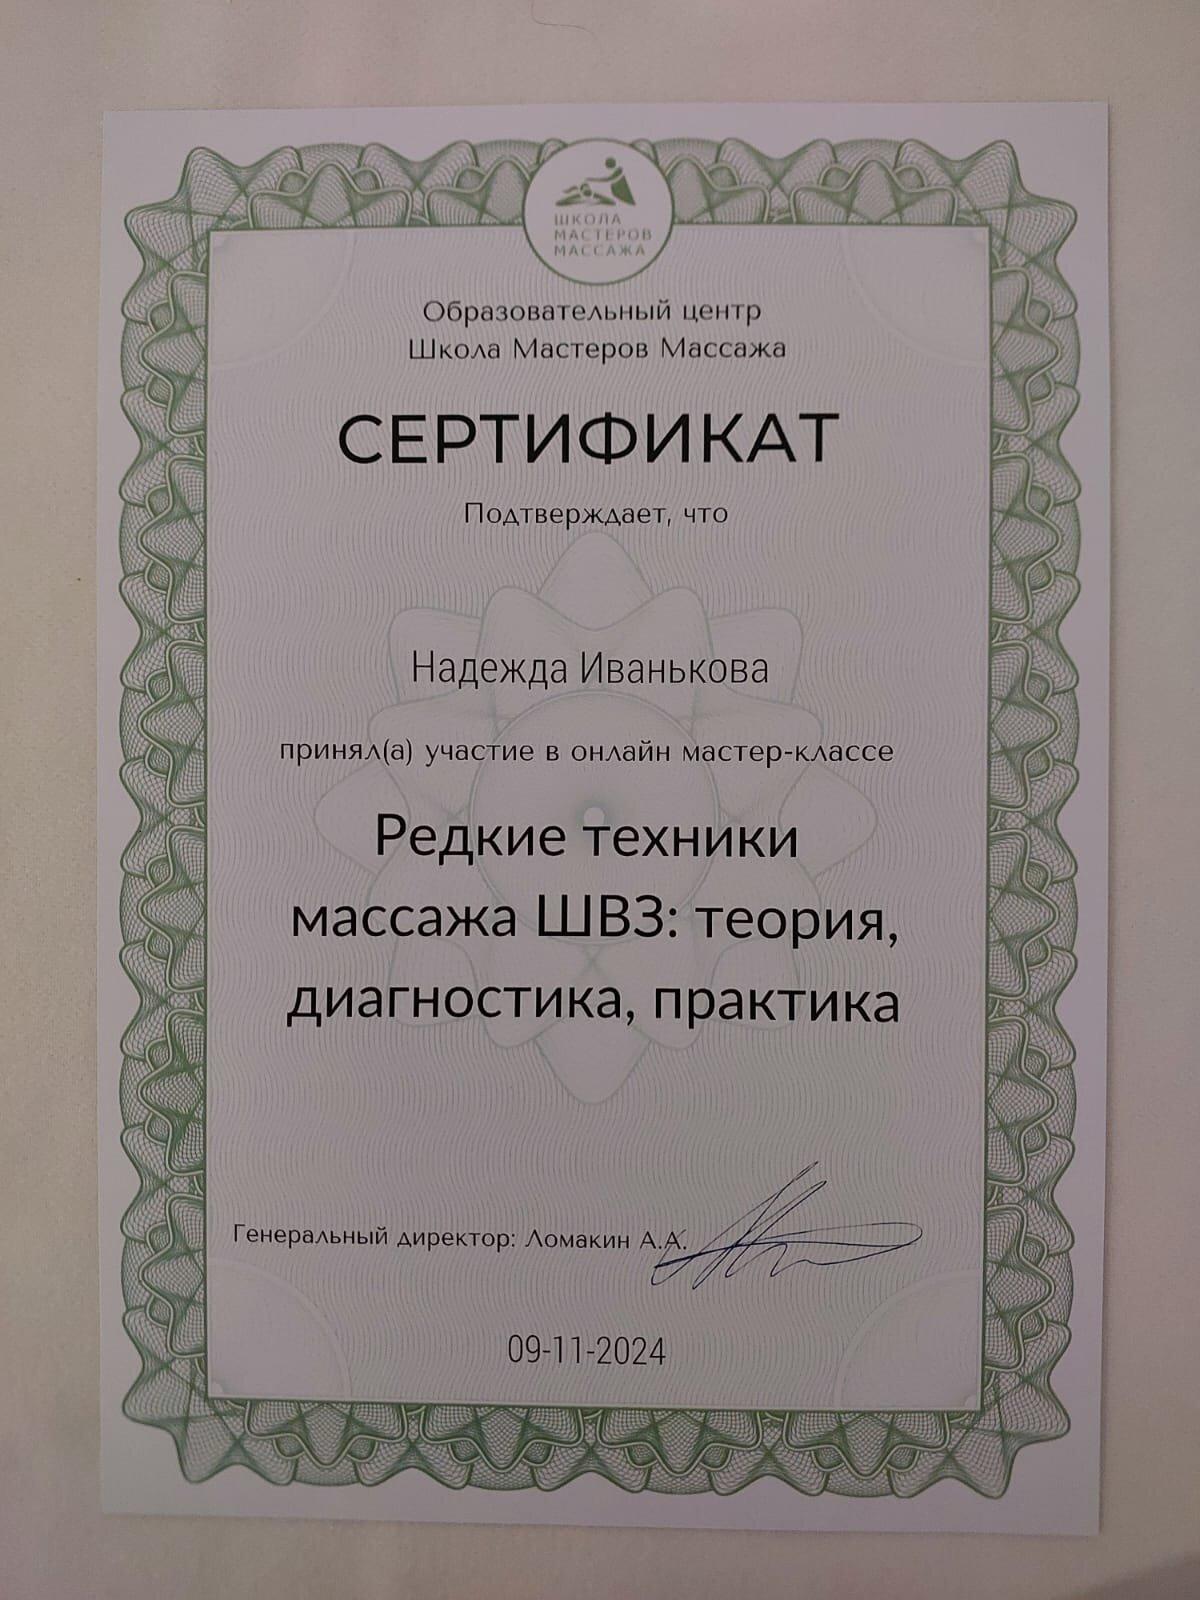 ШКОЛА
МАСТЕРОВ
МАССАЖА
Образовательный центр
Школа Мастеров Массажа
СЕРТИФИКАТ
Подтверждает, что
Надежда Иванькова
принял(а) участие в онлайн мастер-классе
Редкие техники
массажа ШВЗ: теория,
диагностика, практика
Генеральный директор: Ломакин А.А.
09-11-2024